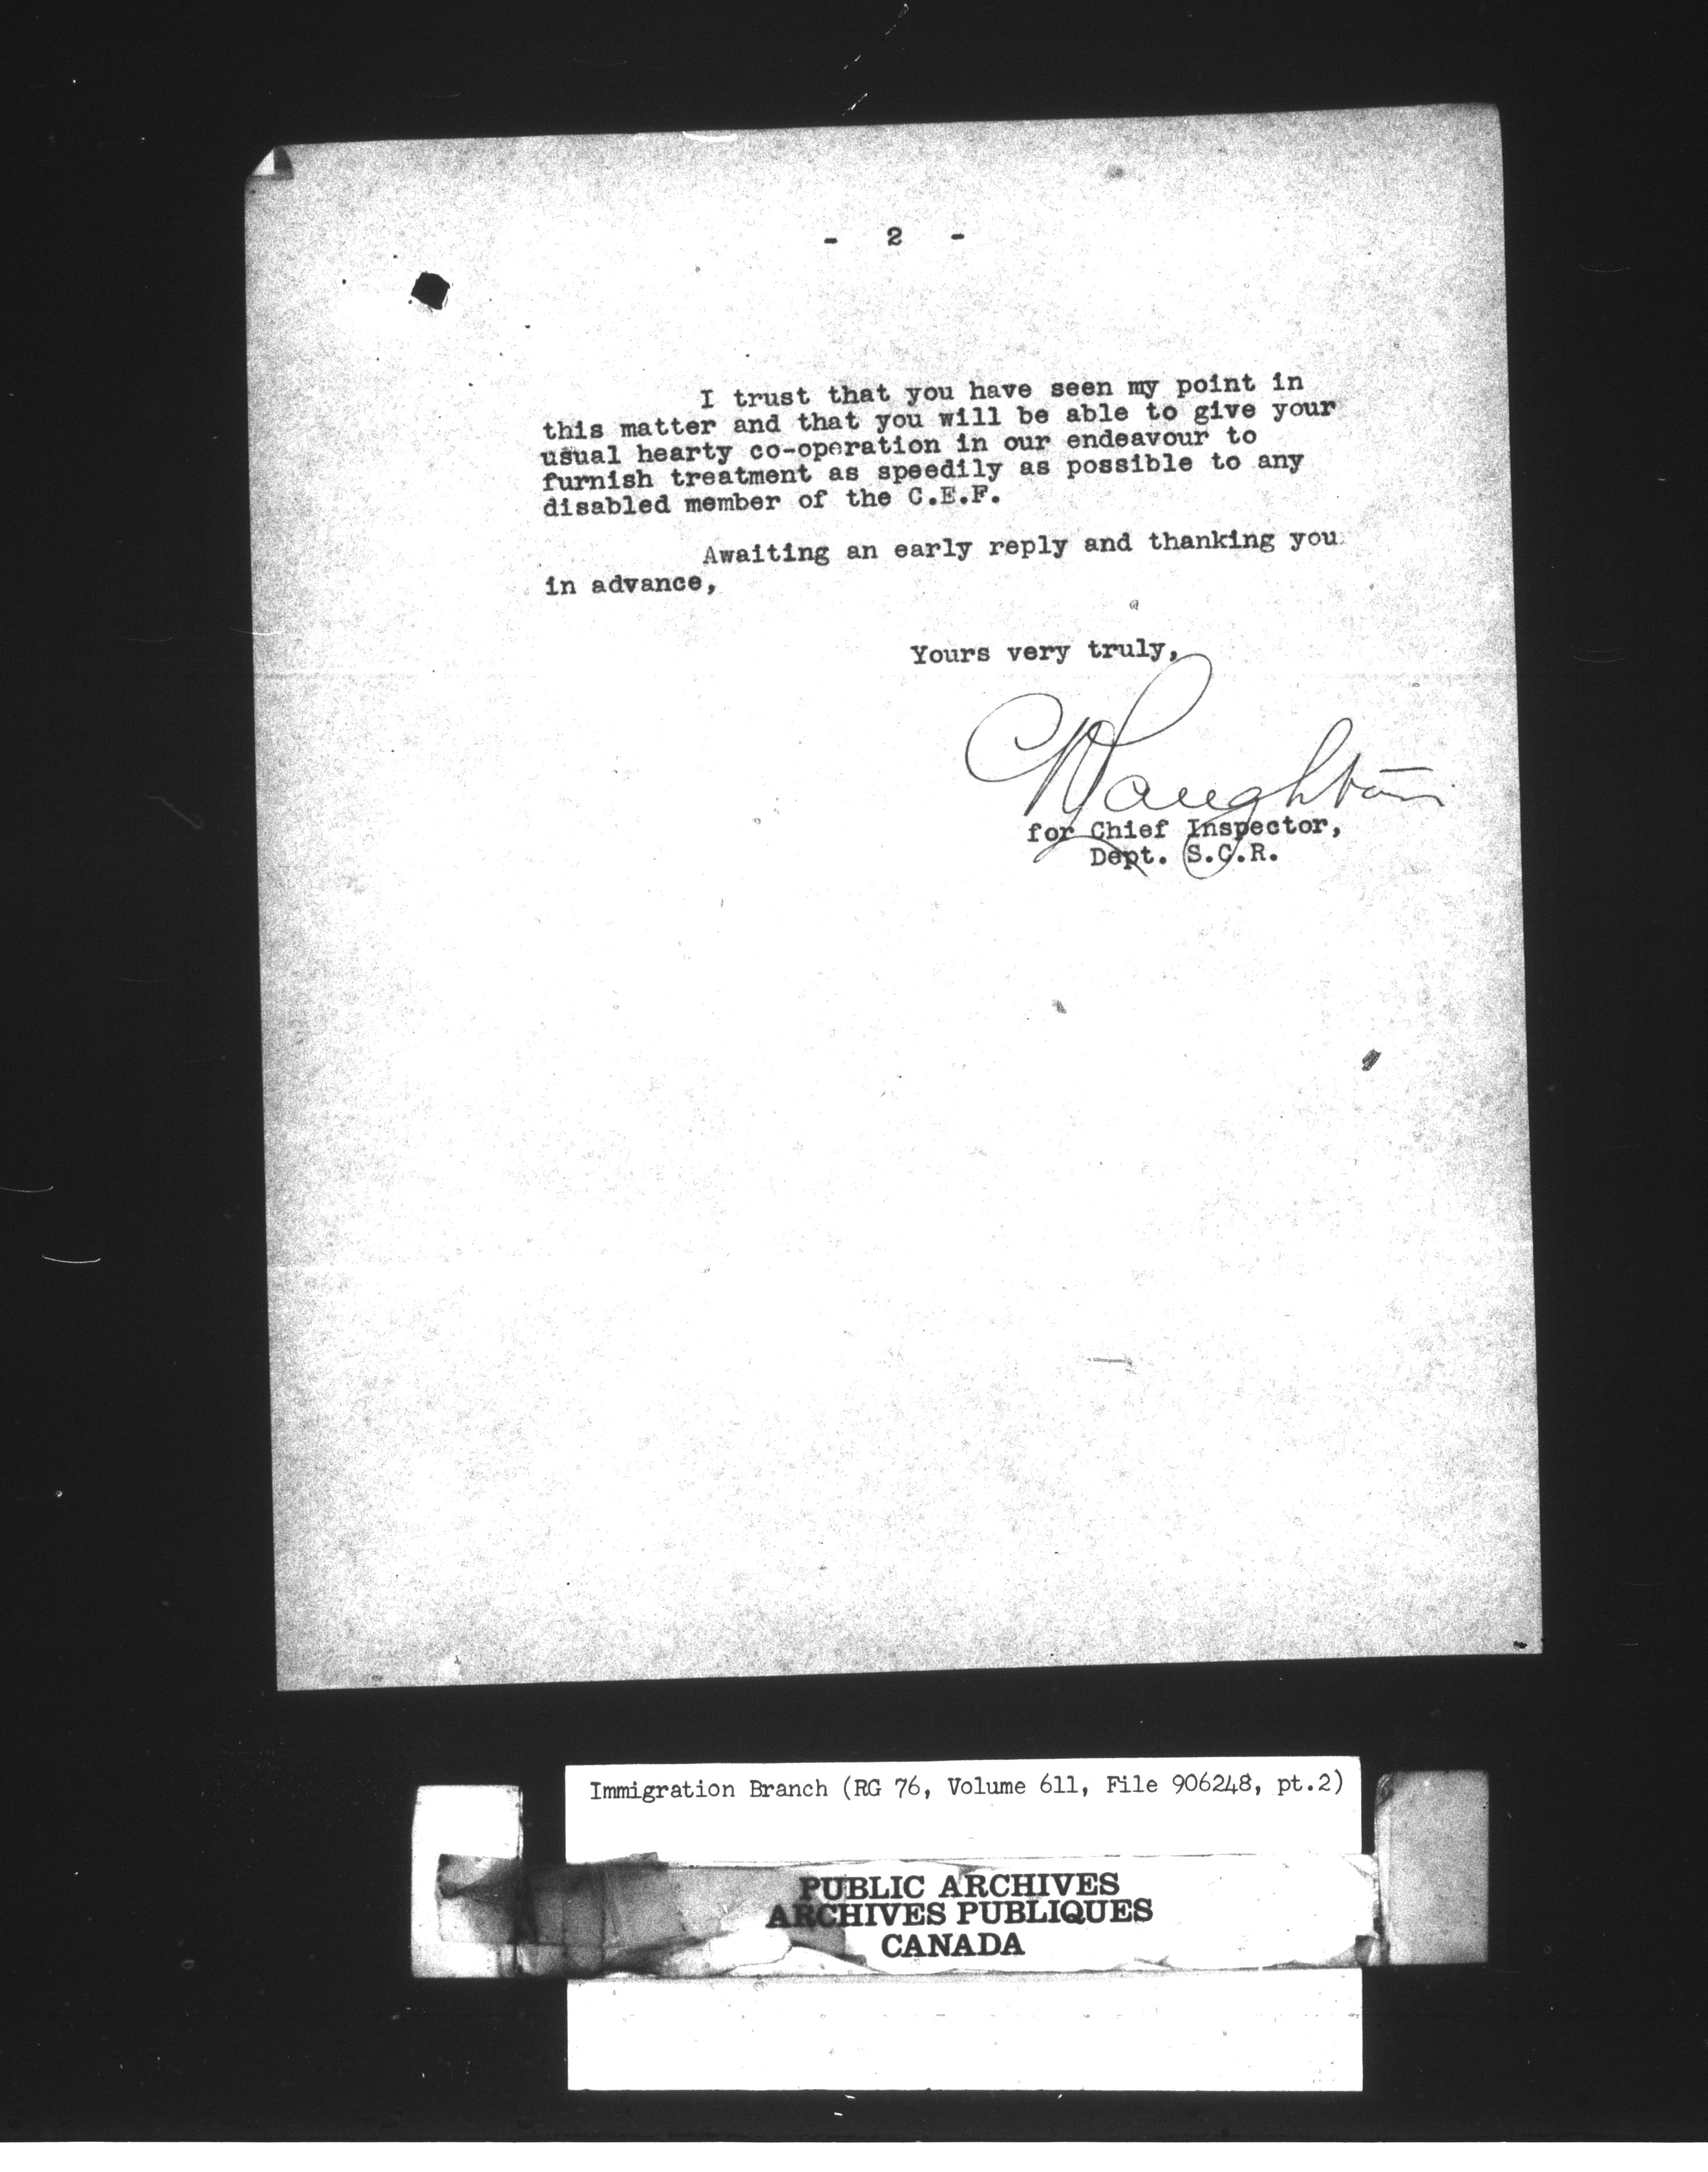 - 2 -
I trust that you have seen my point in
this matter and that you will be able to give your
usual hearty co-operation in our endeavour to
furnish treatment as speedily as possible to any
disabled member of the C.E.F.
Awaiting an early reply and thanking you
in advance,
Yours very truly,
for Chief Inspector,
Dept. S.C.R.
Immigration Branch (RG 76, Volume 611, File 906248, pt.2)
PUBLIC ARCHIVES
ARCHIVES PUBLIQUES
CANADA